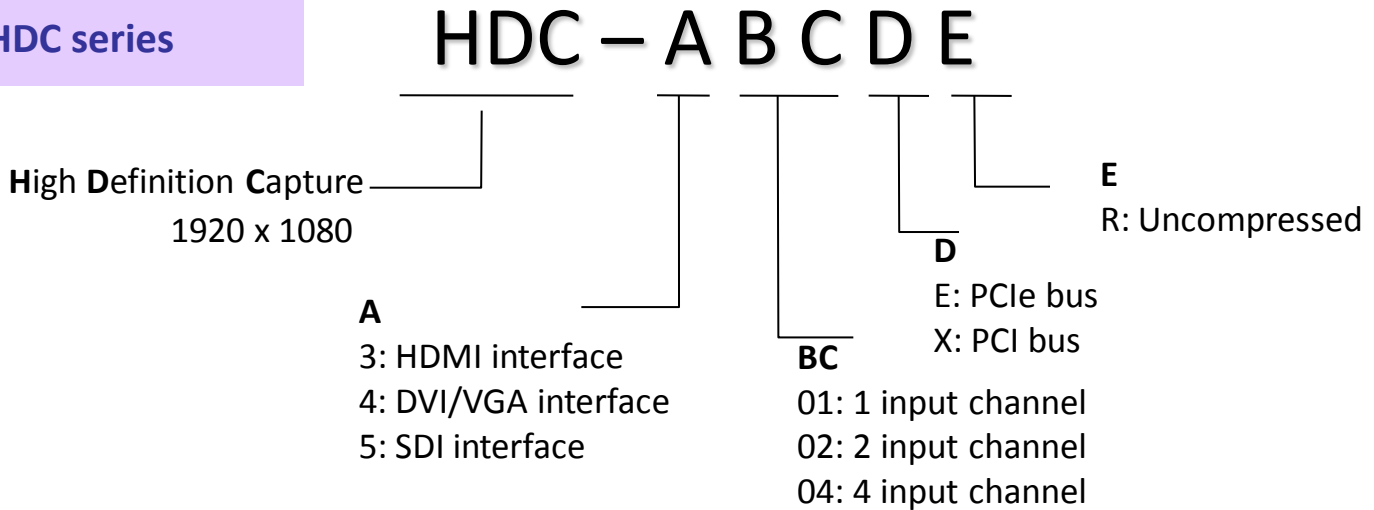 HDC series
HDC – A B C D E
High Definition Capture
1920 x 1080
A
3: HDMI interface
4: DVI/VGA interface
5: SDI interface
BC
01: 1 input channel
02: 2 input channel
04: 4 input channel
D
E: PCIe bus
X: PCI bus
E
R: Uncompressed